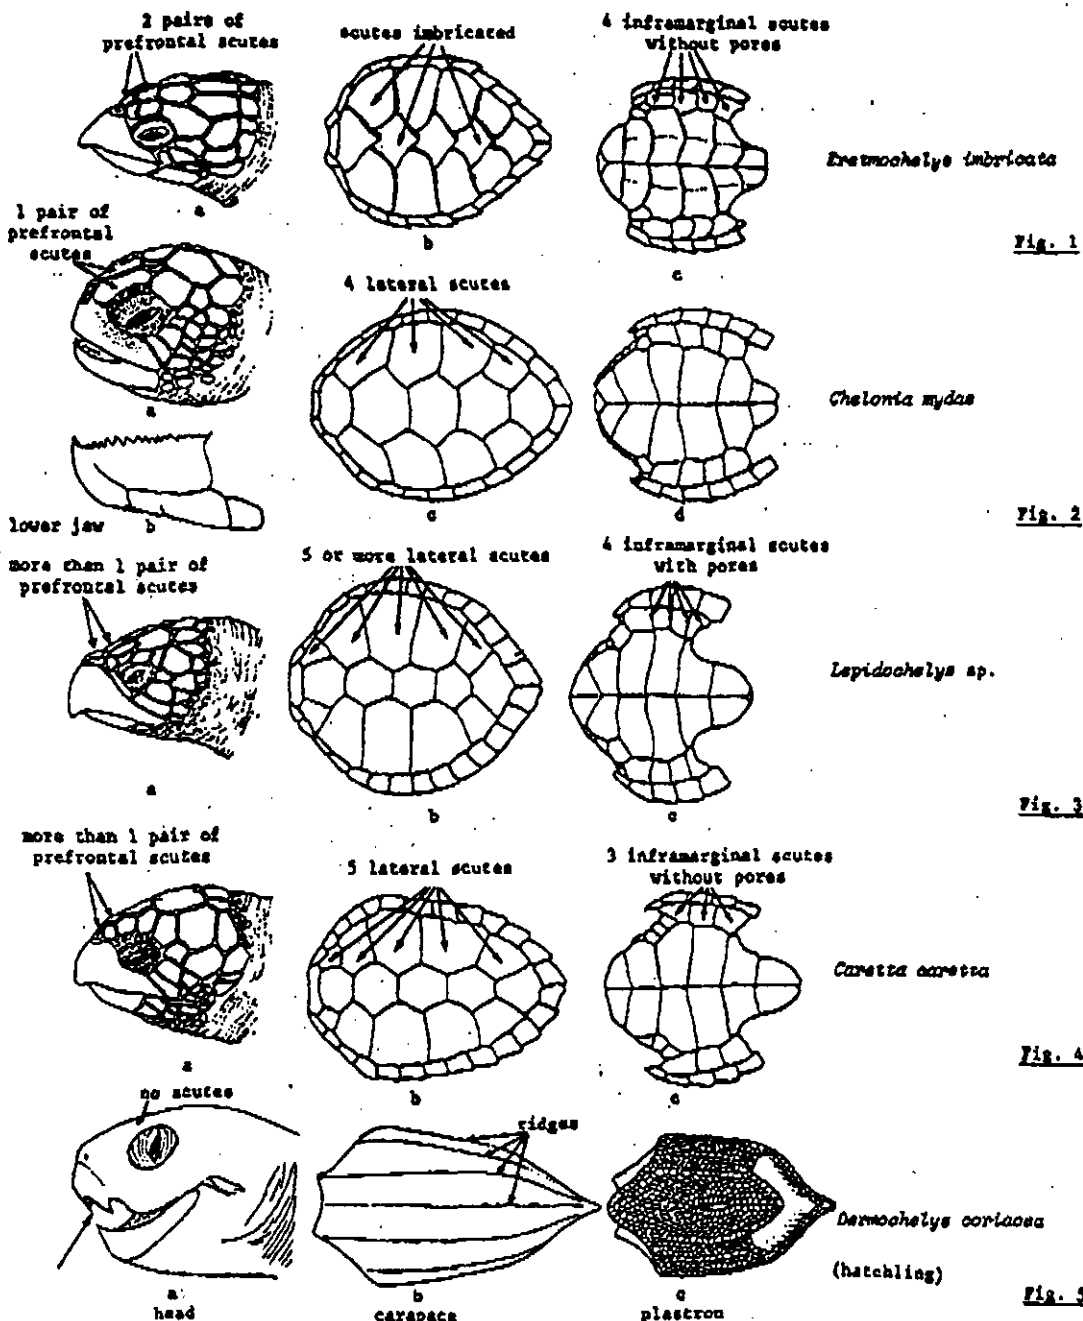 2 pairs of
prefrontal scutes
scutes imbricated
4 inframarginal scutes
without pores
a
b
c
Eretmochelys imbricata
Fig. 1
1 pair of
prefrontal
scutes
4 lateral scutes
a
lower jaw
b
c
d
Chelonia mydas
Fig. 2
more than 1 pair of
prefrontal scutes
5 or more lateral scutes
4 inframarginal scutes
with pores
a
b
c
Lepidochelys sp.
Fig. 3
more than 1 pair of
prefrontal scutes
5 lateral scutes
3 inframarginal scutes
without pores
a
b
c
Caretta caretta
Fig. 4
no scutes
ridges
a
head
b
carapace
c
plastron
Dermochelys coriacea
(hatchling)
Fig. 5